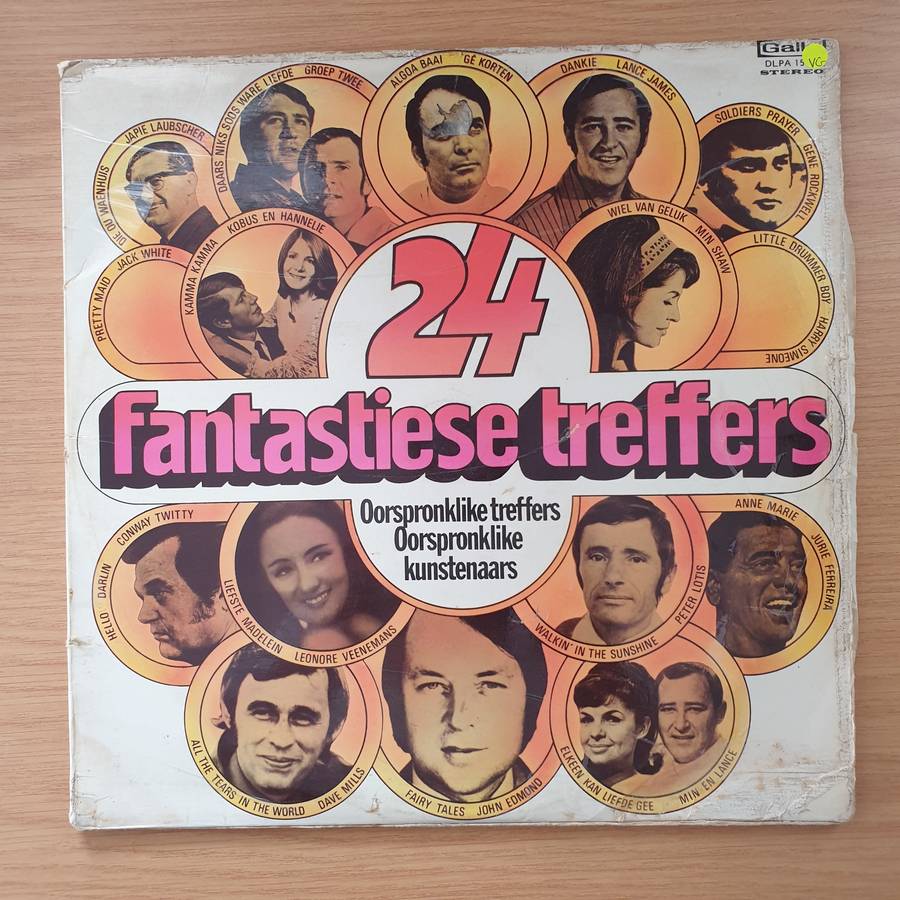 Gallo
DLPA 15
VG
STEREO
DIE OU WAENHUIS JAPIE LAUBSCHER
DAARS NIKS SOOS WARE LIEFDE GROEP TWEE
ALGOA BAAI GÉ KORTEN
DANKIE LANCE JAMES
SOLDIERS PRAYER GENE ROCKWELL
PRETTY MAID JACK WHITE
KAMMA KAMMA KOBUS EN HANNELIE
WIEL VAN GELUK MIN SHAW
LITTLE DRUMMER BOY HARRY SIMEONE
24
fantastiese treffers
Oorspronklike treffers
Oorspronklike
kunstenaars
HELLO DARLIN CONWAY TWITTY
LIEFSTE MADELEIN LEONORE VEENEMANS
WALKIN' IN THE SUNSHINE PETER LOTIS
ANNE MARIE JURIE FERREIRA
ALL THE TEARS IN THE WORLD DAVE MILLS
FAIRY TALES JOHN EDMOND
ELKEEN KAN LIEFDE GEE MIN EN LANCE